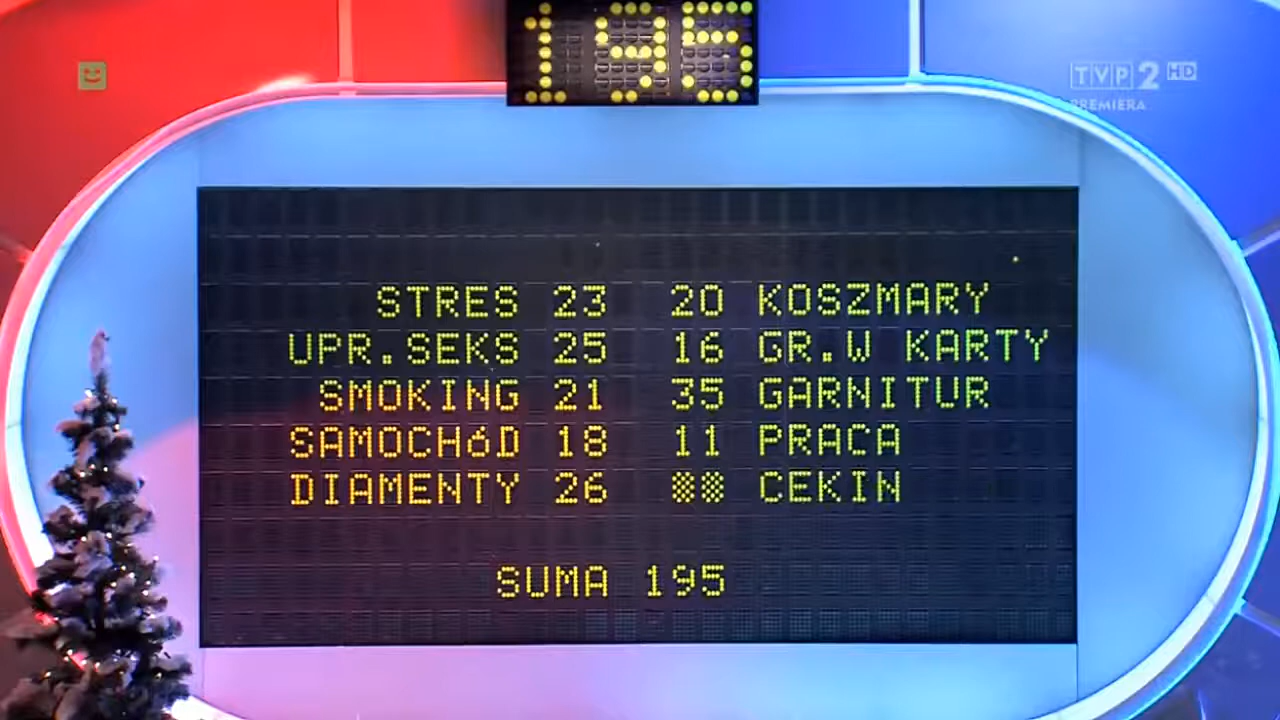 195
TVP2 HD
PREMIERA
STRES 23 20 KOSZMARY
UPR.SEKS 25 16 GR.W KARTY
SMOKING 21 35 GARNITUR
SAMOCHóD 18 11 PRACA
DIAMENTY 26 CEKIN
SUMA 195